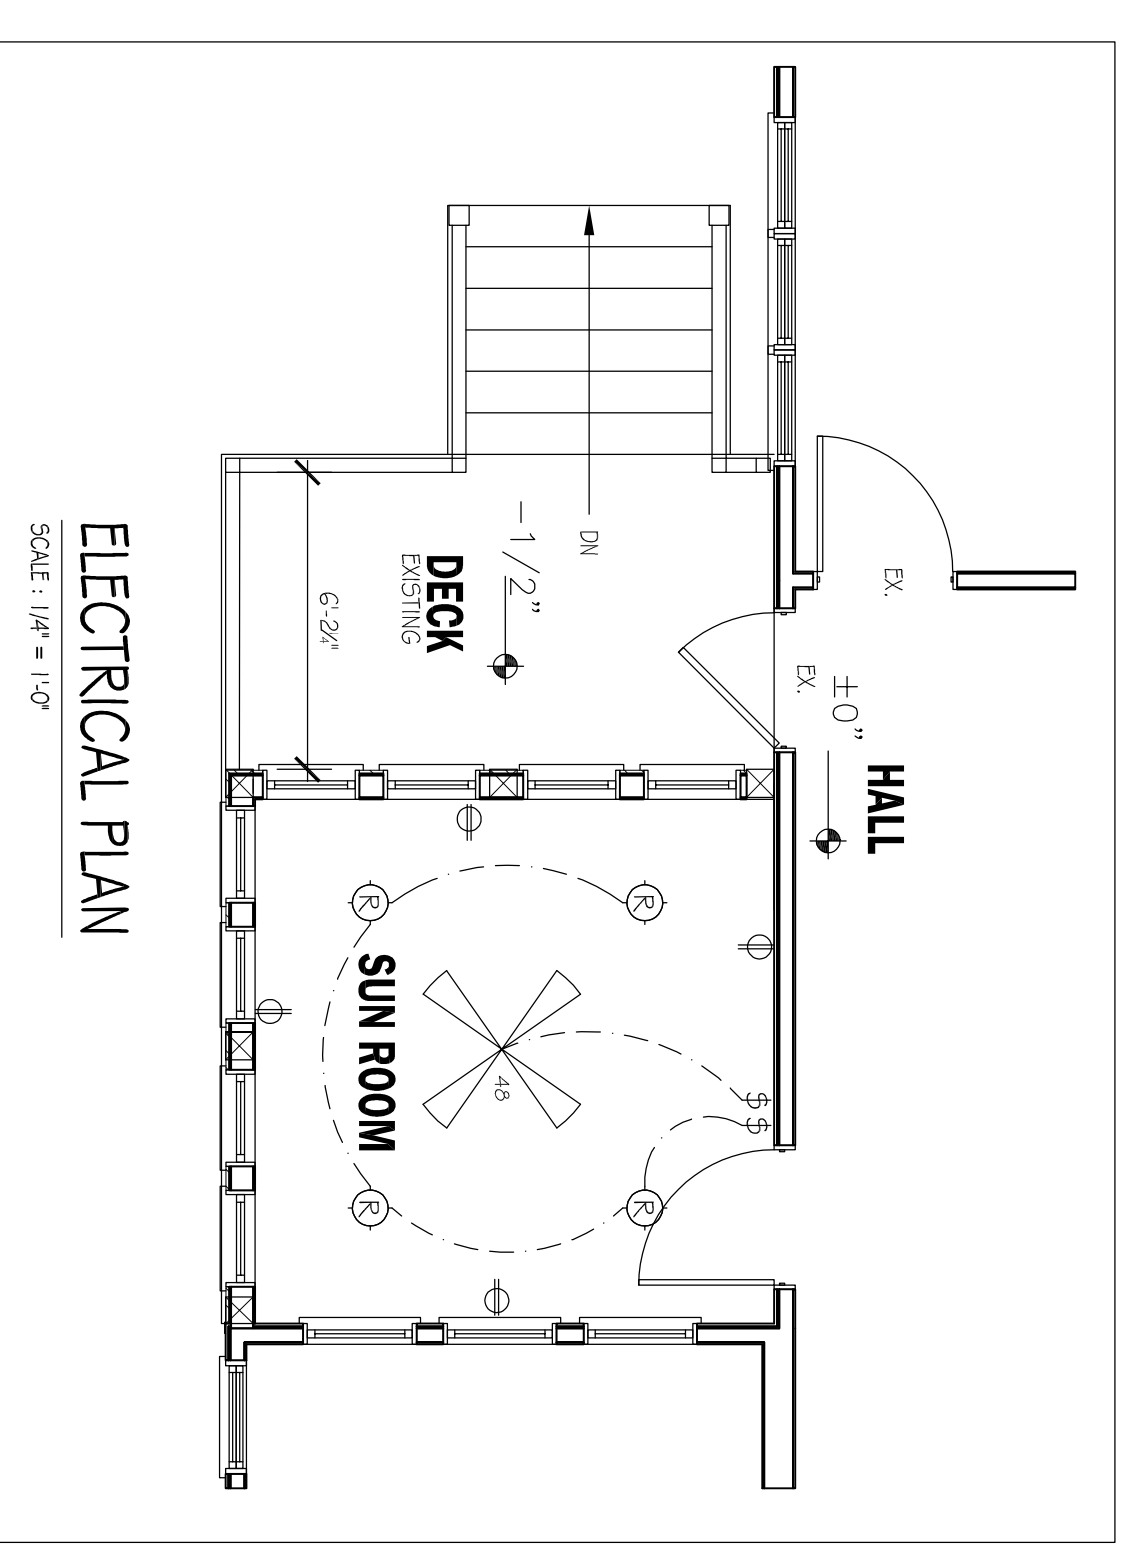 EX.
HALL
±0"
EX.
$ $
R
R
DN
-1/2"
48
DECK
EXISTING
SUN ROOM
R
R
6'-2¼"
ELECTRICAL PLAN
SCALE : 1/4" = 1'-0"